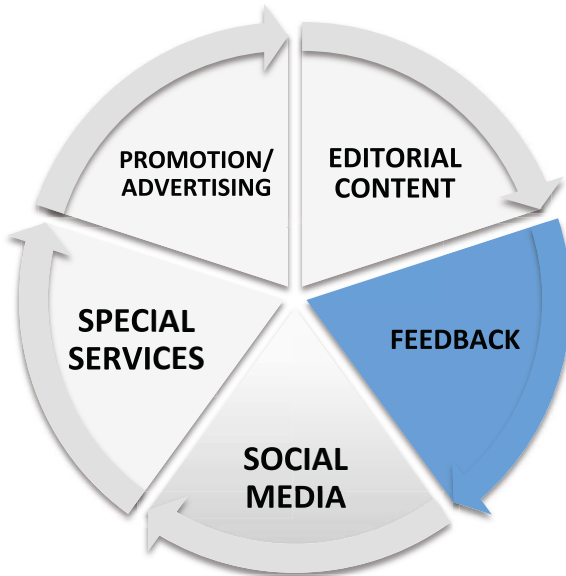 PROMOTION/
ADVERTISING
EDITORIAL
CONTENT
FEEDBACK
SOCIAL
MEDIA
SPECIAL
SERVICES